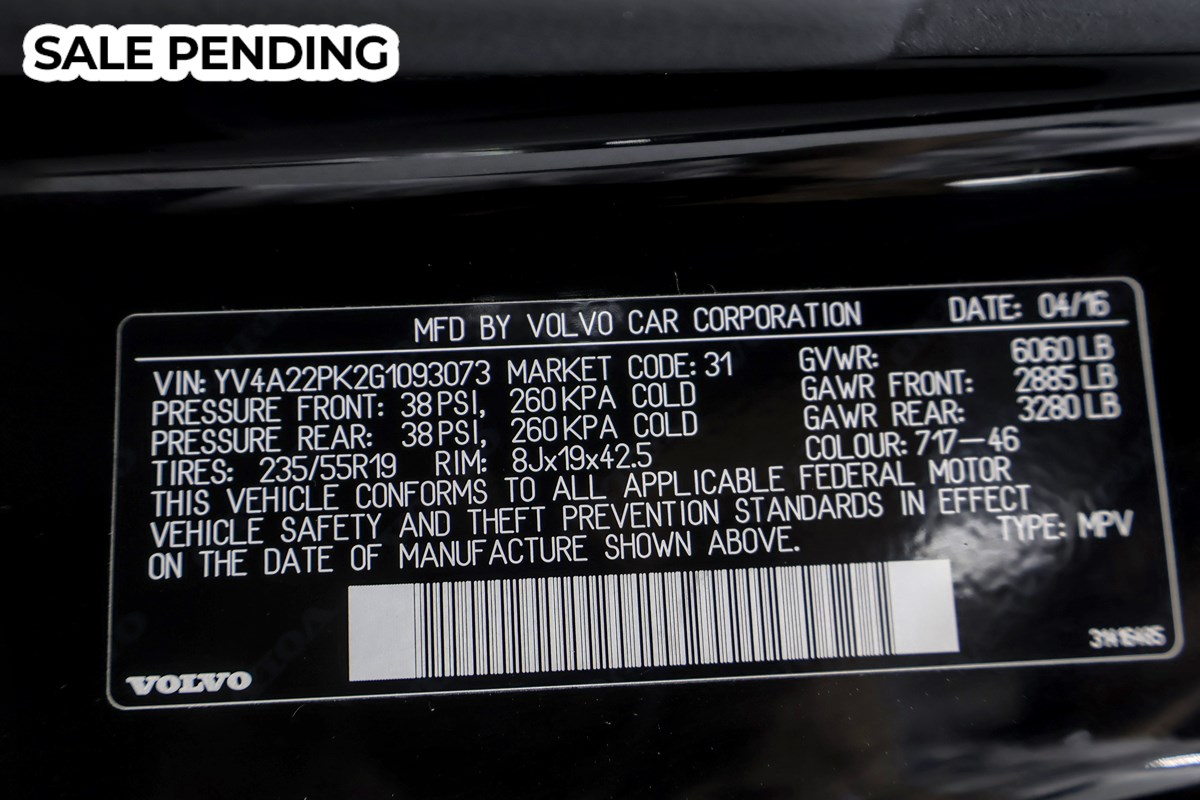 SALE PENDING
MFD BY VOLVO CAR CORPORATION DATE: 04/16
VIN: YV4A22PK2G1093073 MARKET CODE: 31 GVWR: 6060 LB
PRESSURE FRONT: 38 PSI, 260 KPA COLD GAWR FRONT: 2885 LB
PRESSURE REAR: 38 PSI, 260 KPA COLD GAWR REAR: 3280 LB
TIRES: 235/55R19 RIM: 8Jx19x42.5 COLOUR: 717-46
THIS VEHICLE CONFORMS TO ALL APPLICABLE FEDERAL MOTOR
VEHICLE SAFETY AND THEFT PREVENTION STANDARDS IN EFFECT
ON THE DATE OF MANUFACTURE SHOWN ABOVE. TYPE: MPV
VOLVO